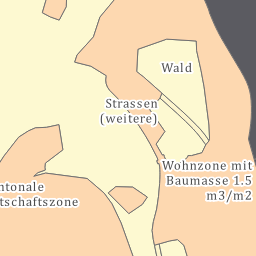 Wald
Strassen
(weitere)
Wohnzone mit
Baumasse 1.5
m3/m2
ntonale
tschaftszone